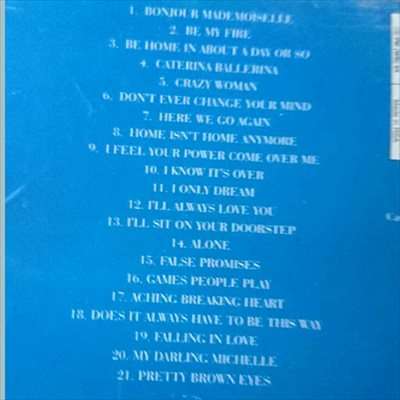 1. BONJOUR MADEMOISELLE
2. BE MY FIRE
3. BE HOME IN ABOUT A DAY OR SO
4. CATERINA BALLERINA
5. CRAZY WOMAN
6. DON'T EVER CHANGE YOUR MIND
7. HERE WE GO AGAIN
8. HOME ISN'T HOME ANYMORE
9. I FEEL YOUR POWER COME OVER ME
10. I KNOW IT'S OVER
11. I ONLY DREAM
12. I'LL ALWAYS LOVE YOU
13. I'LL SIT ON YOUR DOORSTEP
14. ALONE
15. FALSE PROMISES
16. GAMES PEOPLE PLAY
17. ACHING BREAKING HEART
18. DOES IT ALWAYS HAVE TO BE THIS WAY
19. FALLING IN LOVE
20. MY DARLING MICHELLE
21. PRETTY BROWN EYES